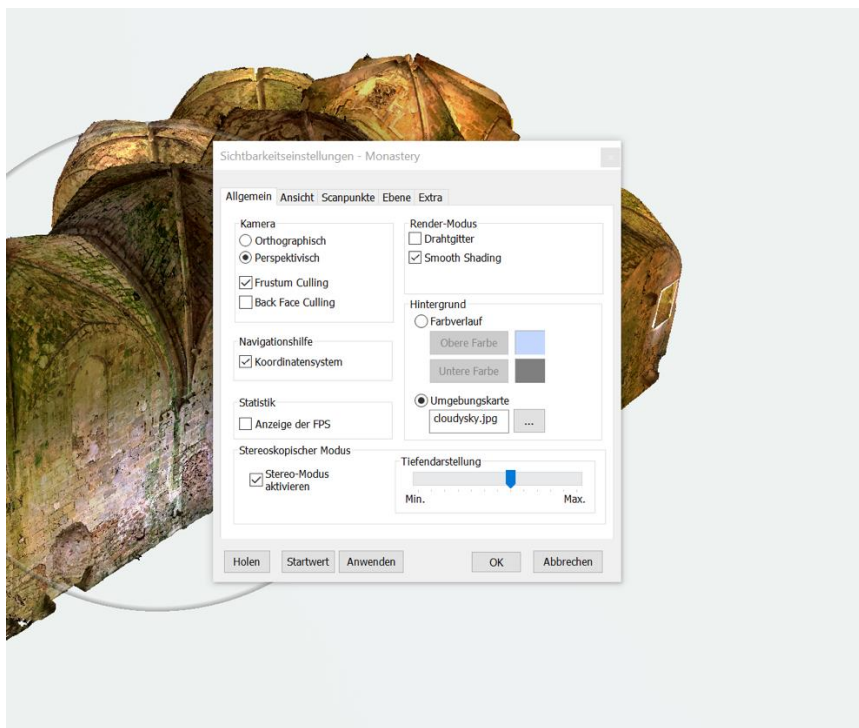 Sichtbarkeitseinstellungen - Monastery
Allgemein Ansicht Scanpunkte Ebene Extra
Kamera
Orthographisch
Perspektivisch
Frustum Culling
Back Face Culling
Render-Modus
Drahtgitter
Smooth Shading
Navigationshilfe
Koordinatensystem
Hintergrund
Farbverlauf
Obere Farbe
Untere Farbe
Umgebungskarte
cloudysky.jpg ...
Statistik
Anzeige der FPS
Stereoskopischer Modus
Stereo-Modus
aktivieren
Tiefendarstellung
Min. Max.
Holen Startwert Anwenden OK Abbrechen